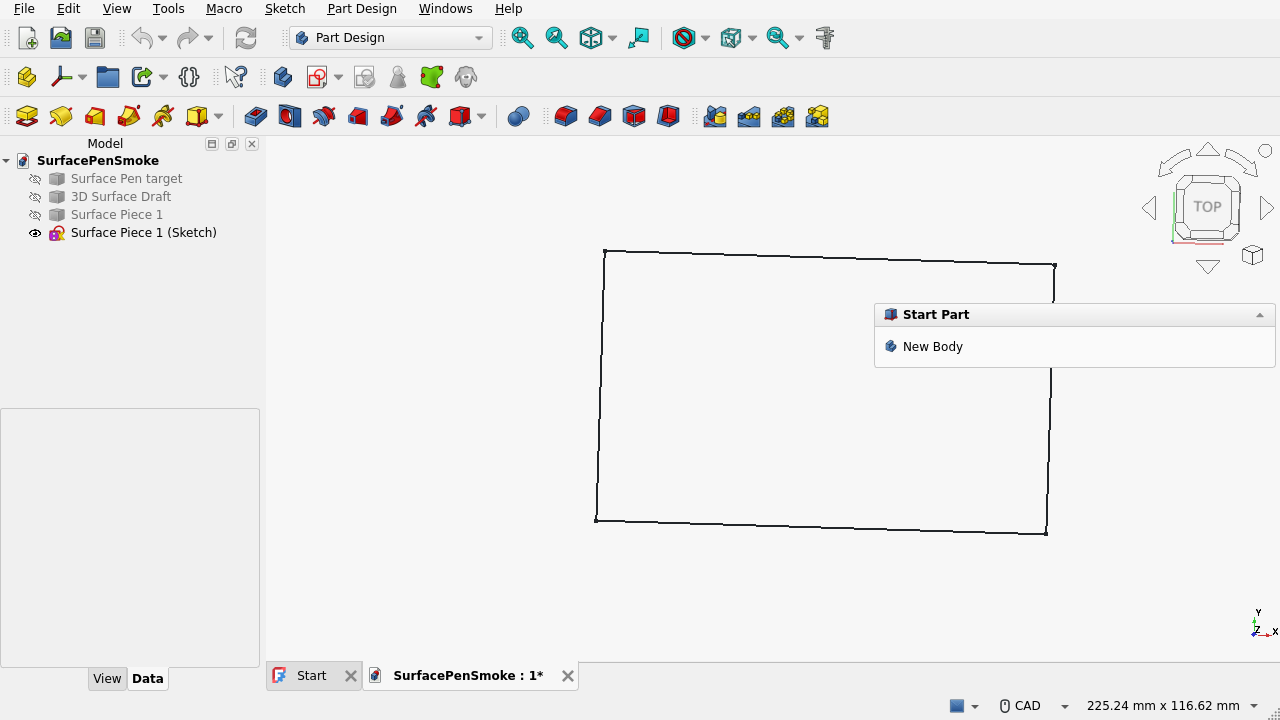 File Edit View Tools Macro Sketch Part Design Windows Help
Part Design
Model
SurfacePenSmoke
Surface Pen target
3D Surface Draft
Surface Piece 1
Surface Piece 1 (Sketch)
TOP
Start Part
New Body
Y
Z X
View Data
Start SurfacePenSmoke : 1*
CAD 225.24 mm x 116.62 mm